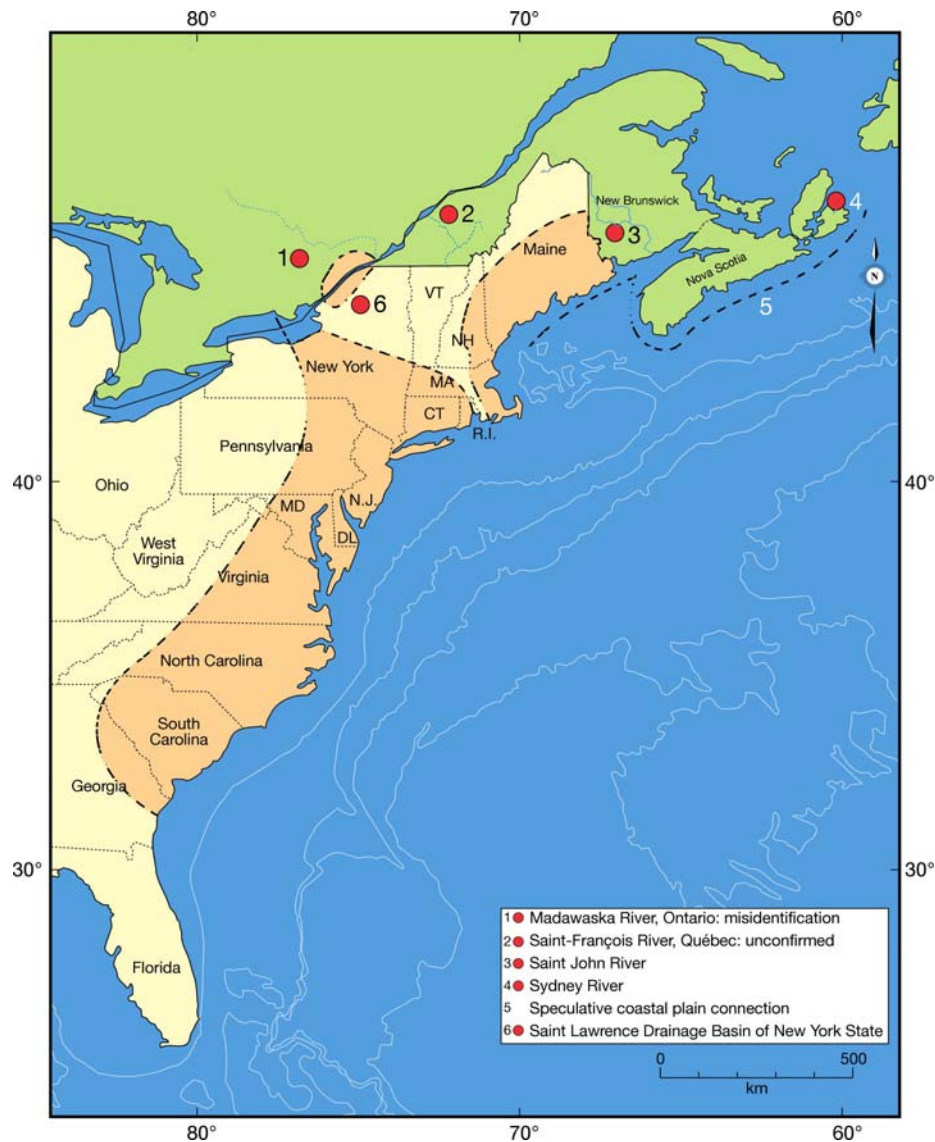 80°
70°
60°
4
2
New Brunswick
3
Maine
1
Nova Scotia
N
VT
6
5
NH
New York
MA
CT
R.I.
Pennsylvania
40°
40°
Ohio
N.J.
MD
DL
West
Virginia
Virginia
North Carolina
South
Carolina
Georgia
30°
30°
1 Madawaska River, Ontario: misidentification
2 Saint-François River, Québec: unconfirmed
Florida
3 Saint John River
4 Sydney River
5 Speculative coastal plain connection
6 Saint Lawrence Drainage Basin of New York State
0 500
km
80°
70°
60°